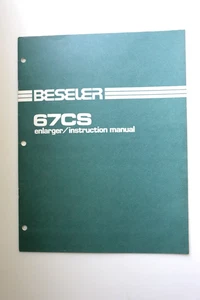 BESELER
67CS
enlarger/instruction manual